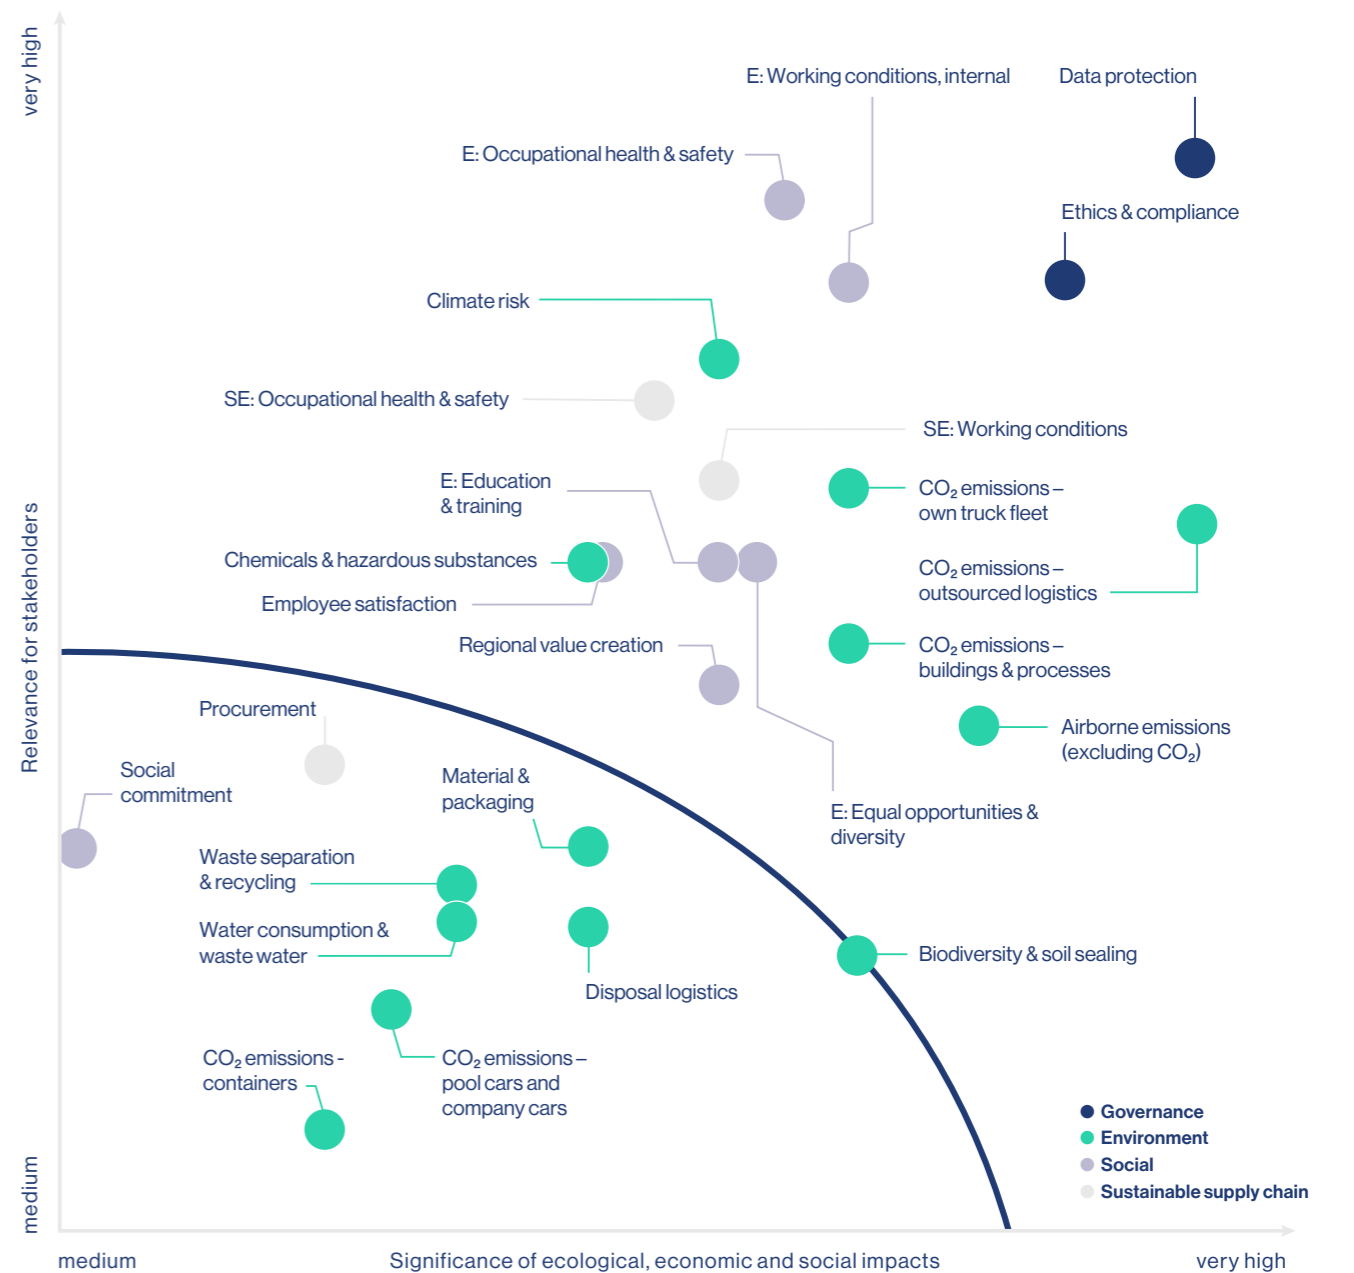 very high
E: Working conditions, internal
Data protection
E: Occupational health & safety
Ethics & compliance
Climate risk
SE: Occupational health & safety
SE: Working conditions
E: Education
& training
CO₂ emissions –
own truck fleet
Chemicals & hazardous substances
CO₂ emissions –
outsourced logistics
Employee satisfaction
Regional value creation
CO₂ emissions –
buildings & processes
Relevance for stakeholders
Procurement
Airborne emissions
(excluding CO₂)
Social
commitment
Material &
packaging
E: Equal opportunities &
diversity
Waste separation
& recycling
Water consumption &
waste water
Biodiversity & soil sealing
Disposal logistics
CO₂ emissions -
containers
CO₂ emissions –
pool cars and
company cars
Governance
Environment
Social
Sustainable supply chain
medium
medium
Significance of ecological, economic and social impacts
very high